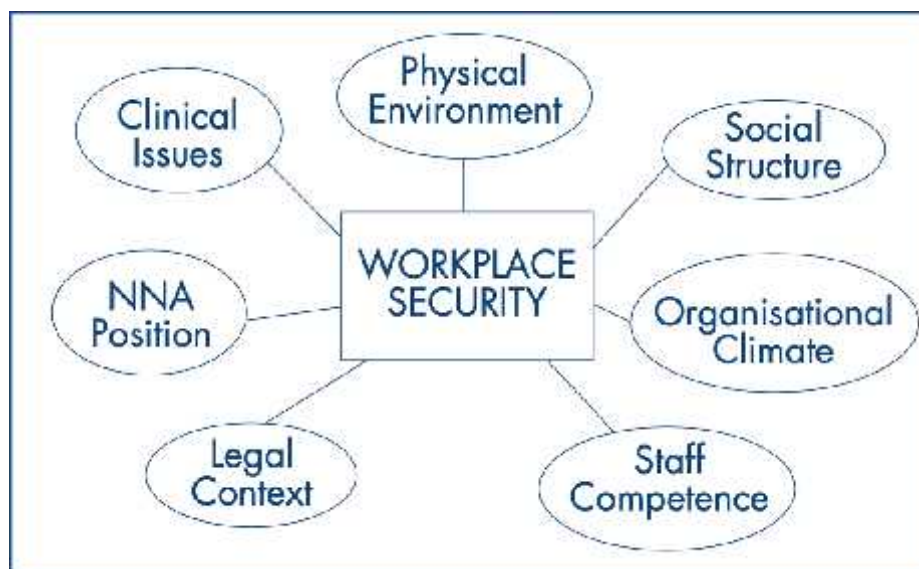 Physical
Environment
Clinical
Issues
Social
Structure
WORKPLACE
SECURITY
NNA
Position
Organisational
Climate
Legal
Context
Staff
Competence